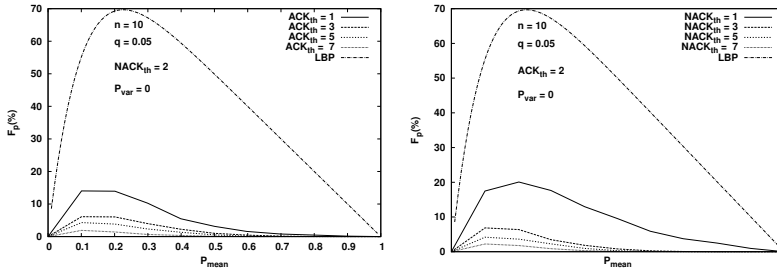 70
60
50
40
30
20
10
0
F_p(%)
n = 10
q = 0.05
NACK_th = 2
P_var = 0
ACK_th = 1
ACK_th = 3
ACK_th = 5
ACK_th = 7
LBP
0 0.1 0.2 0.3 0.4 0.5 0.6 0.7 0.8 0.9 1
P_mean
70
60
50
40
30
20
10
0
F_p(%)
n = 10
q = 0.05
ACK_th = 2
P_var = 0
NACK_th = 1
NACK_th = 3
NACK_th = 5
NACK_th = 7
LBP
P_mean